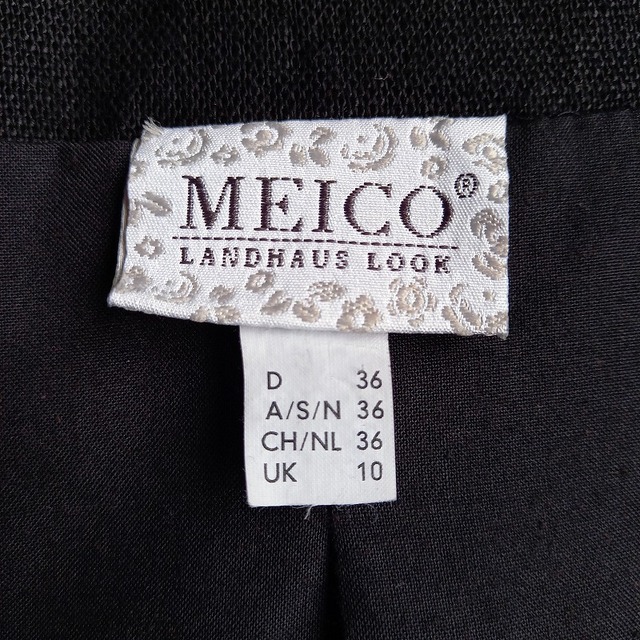 MEICO®
LANDHAUS LOOK
D 36
A/S/N 36
CH/NL 36
UK 10